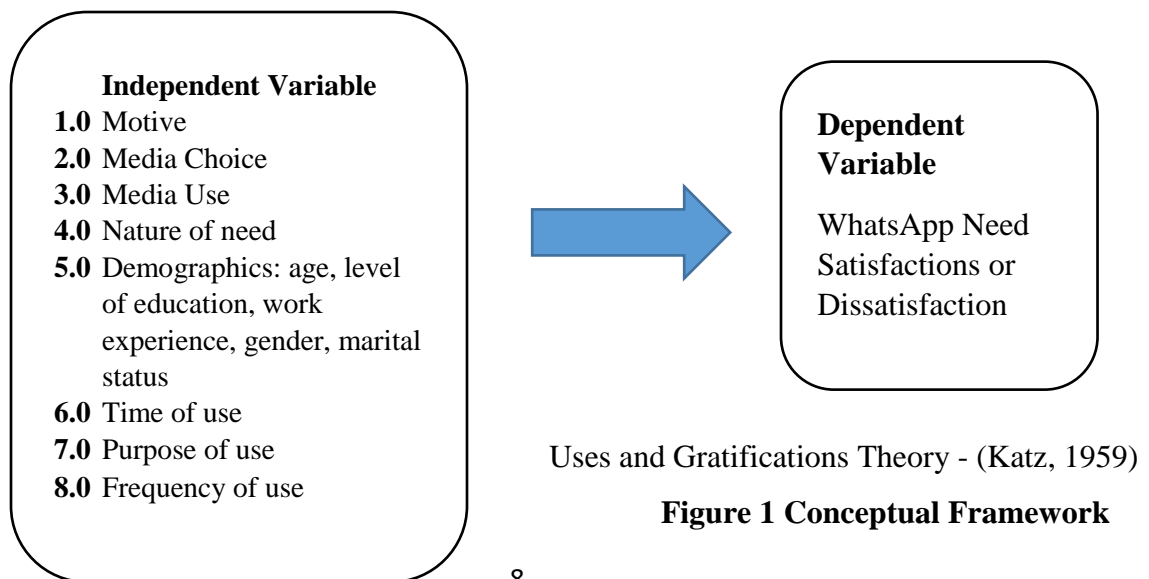 Independent Variable
1.0 Motive
2.0 Media Choice
3.0 Media Use
4.0 Nature of need
5.0 Demographics: age, level
of education, work
experience, gender, marital
status
6.0 Time of use
7.0 Purpose of use
8.0 Frequency of use
Dependent
Variable
WhatsApp Need
Satisfactions or
Dissatisfaction
Uses and Gratifications Theory - (Katz, 1959)
Figure 1 Conceptual Framework